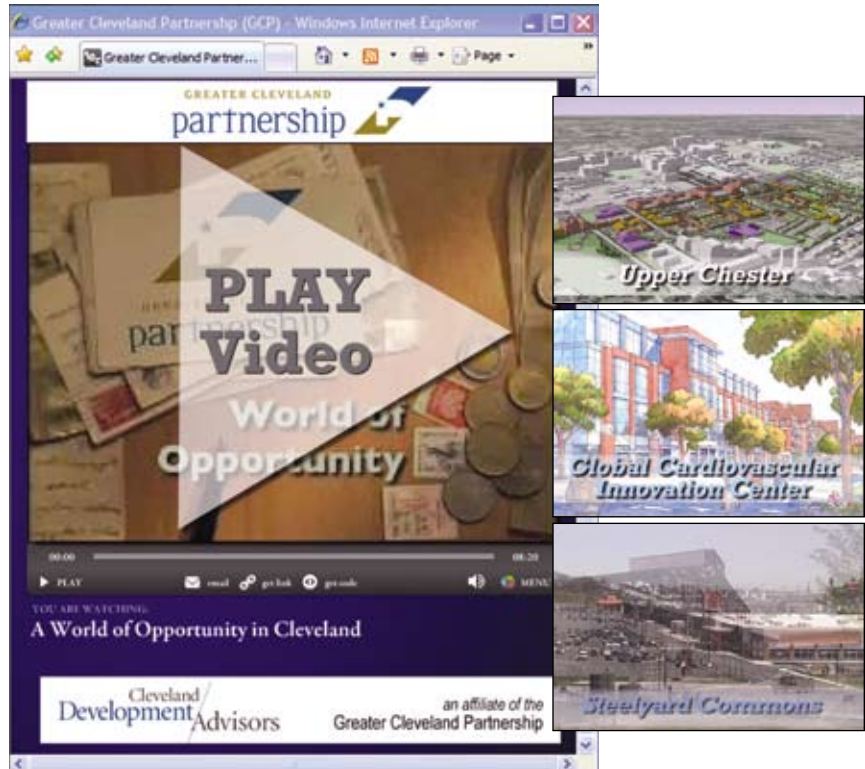 Greater Cleveland Partnershp (GCP) - Windows Internet Explorer
Greater Cleveland Partner...
Page
GREATER CLEVELAND
partnership
PLAY
Video
partnership
World of
Opportunity
00:00
08:20
PLAY
email
get link
get code
MENU
YOU ARE WATCHING:
A World of Opportunity in Cleveland
Cleveland
Development Advisors
an affiliate of the
Greater Cleveland Partnership
Upper Chester
Global Cardiovascular
Innovation Center
Steelyard Commons